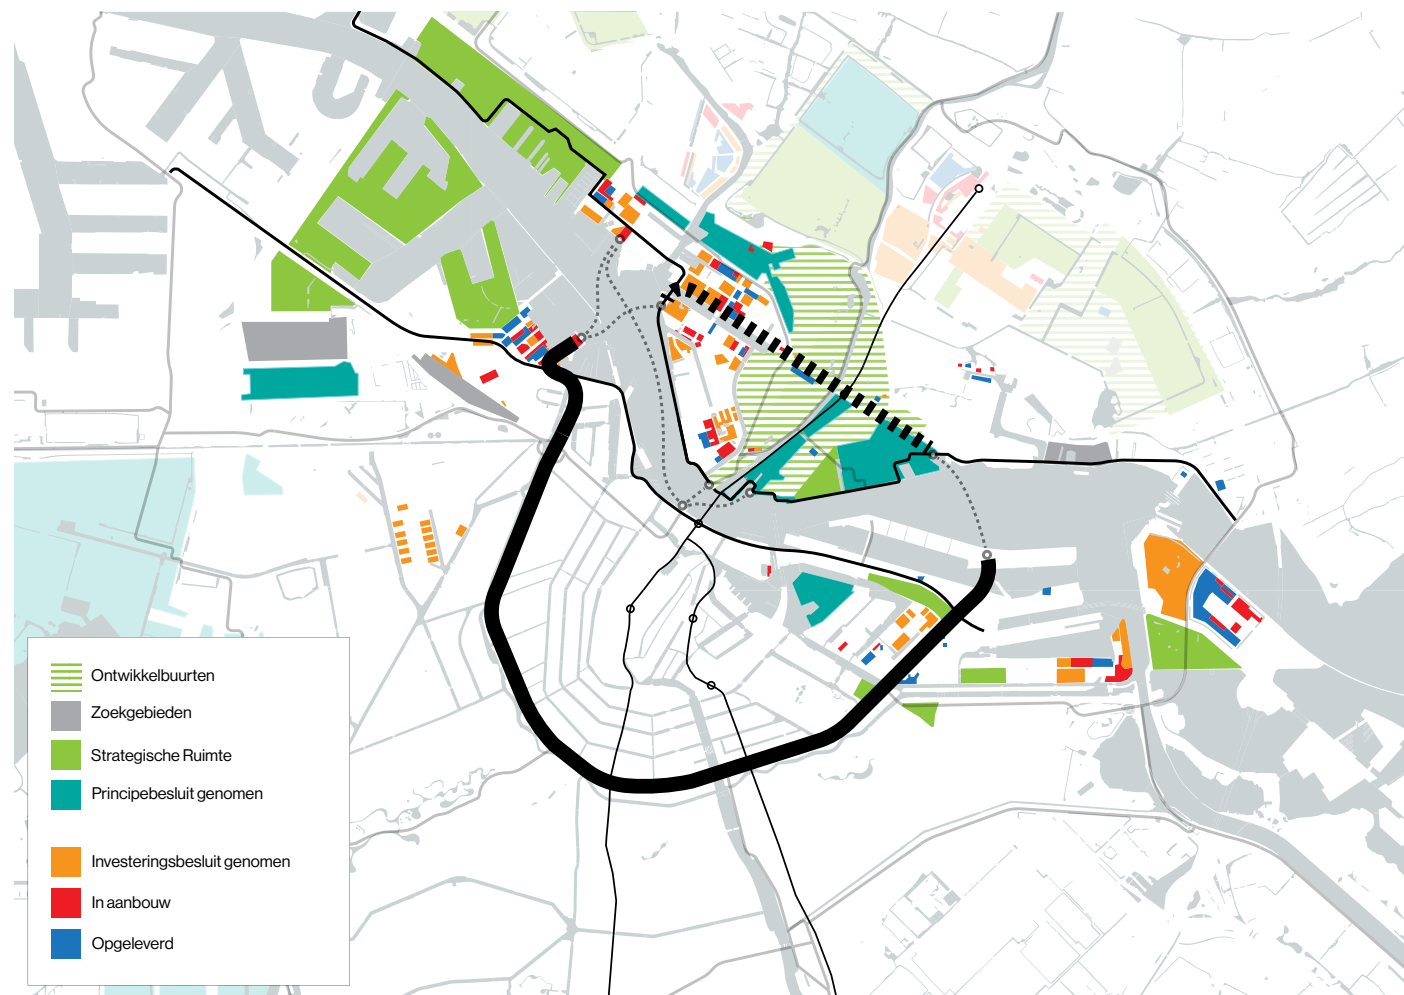 Ontwikkelbuurten
Zoekgebieden
Strategische Ruimte
Principebesluit genomen
Investeringsbesluit genomen
In aanbouw
Opgeleverd